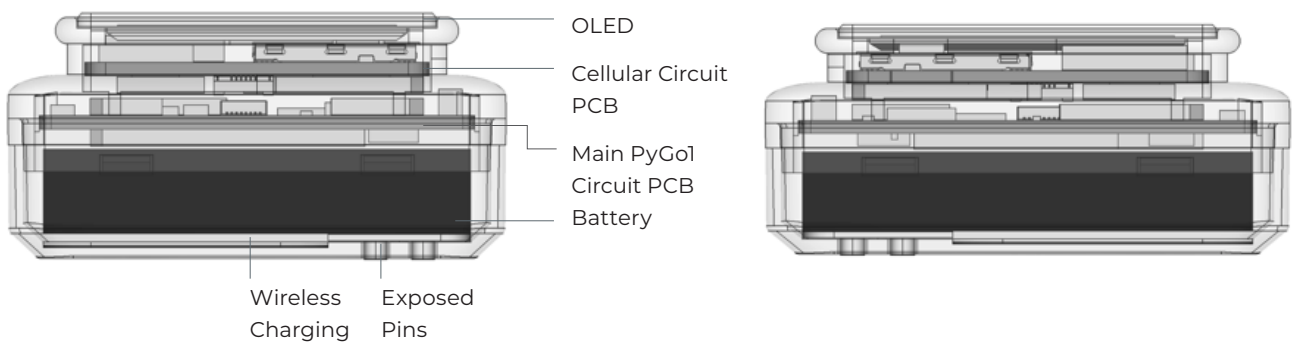 OLED
Cellular Circuit
PCB
Main PyGo1
Circuit PCB
Battery
Wireless
Charging
Exposed
Pins